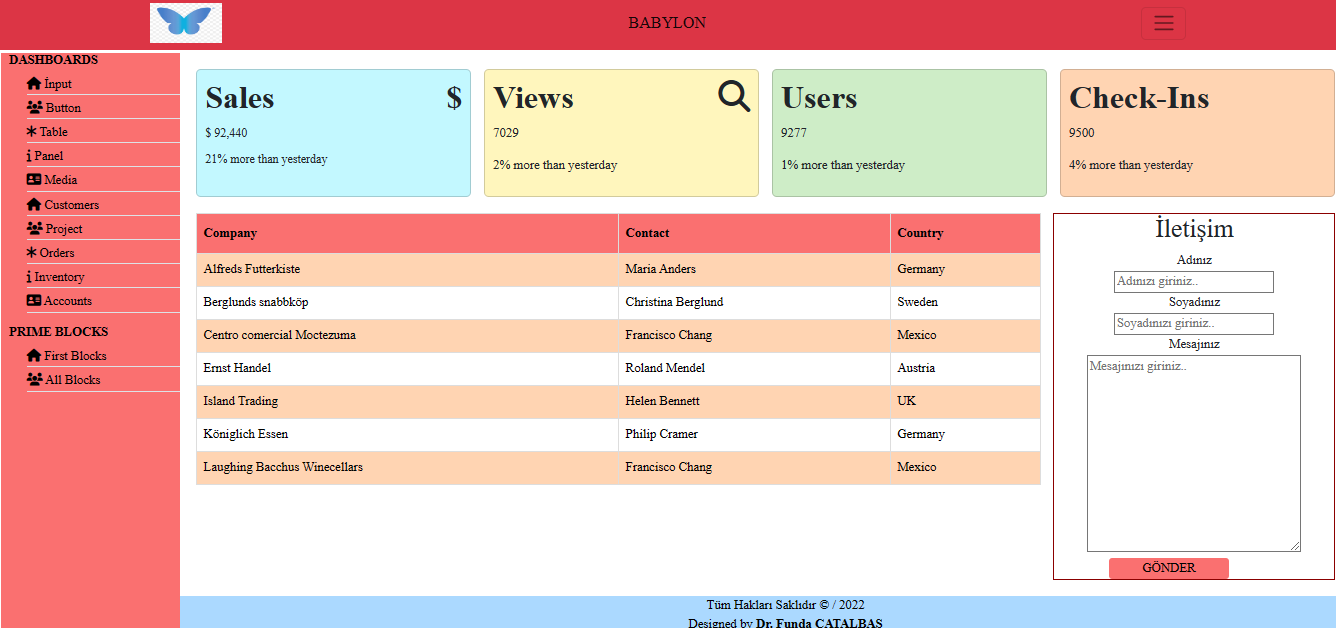 BABYLON
DASHBOARDS
İnput
Button
Table
Panel
Media
Customers
Project
Orders
Inventory
Accounts
PRIME BLOCKS
First Blocks
All Blocks
Sales $
$ 92,440
21% more than yesterday
Views
7029
2% more than yesterday
Users
9277
1% more than yesterday
Check-Ins
9500
4% more than yesterday
Company Contact Country
Alfreds Futterkiste Maria Anders Germany
Berglunds snabbköp Christina Berglund Sweden
Centro comercial Moctezuma Francisco Chang Mexico
Ernst Handel Roland Mendel Austria
Island Trading Helen Bennett UK
Königlich Essen Philip Cramer Germany
Laughing Bacchus Winecellars Francisco Chang Mexico
İletişim
Adınız
Adınızı giriniz..
Soyadınız
Soyadınızı giriniz..
Mesajınız
Mesajınızı giriniz..
GÖNDER
Tüm Hakları Saklıdır © / 2022
Designed by Dr. Funda CATALBAS